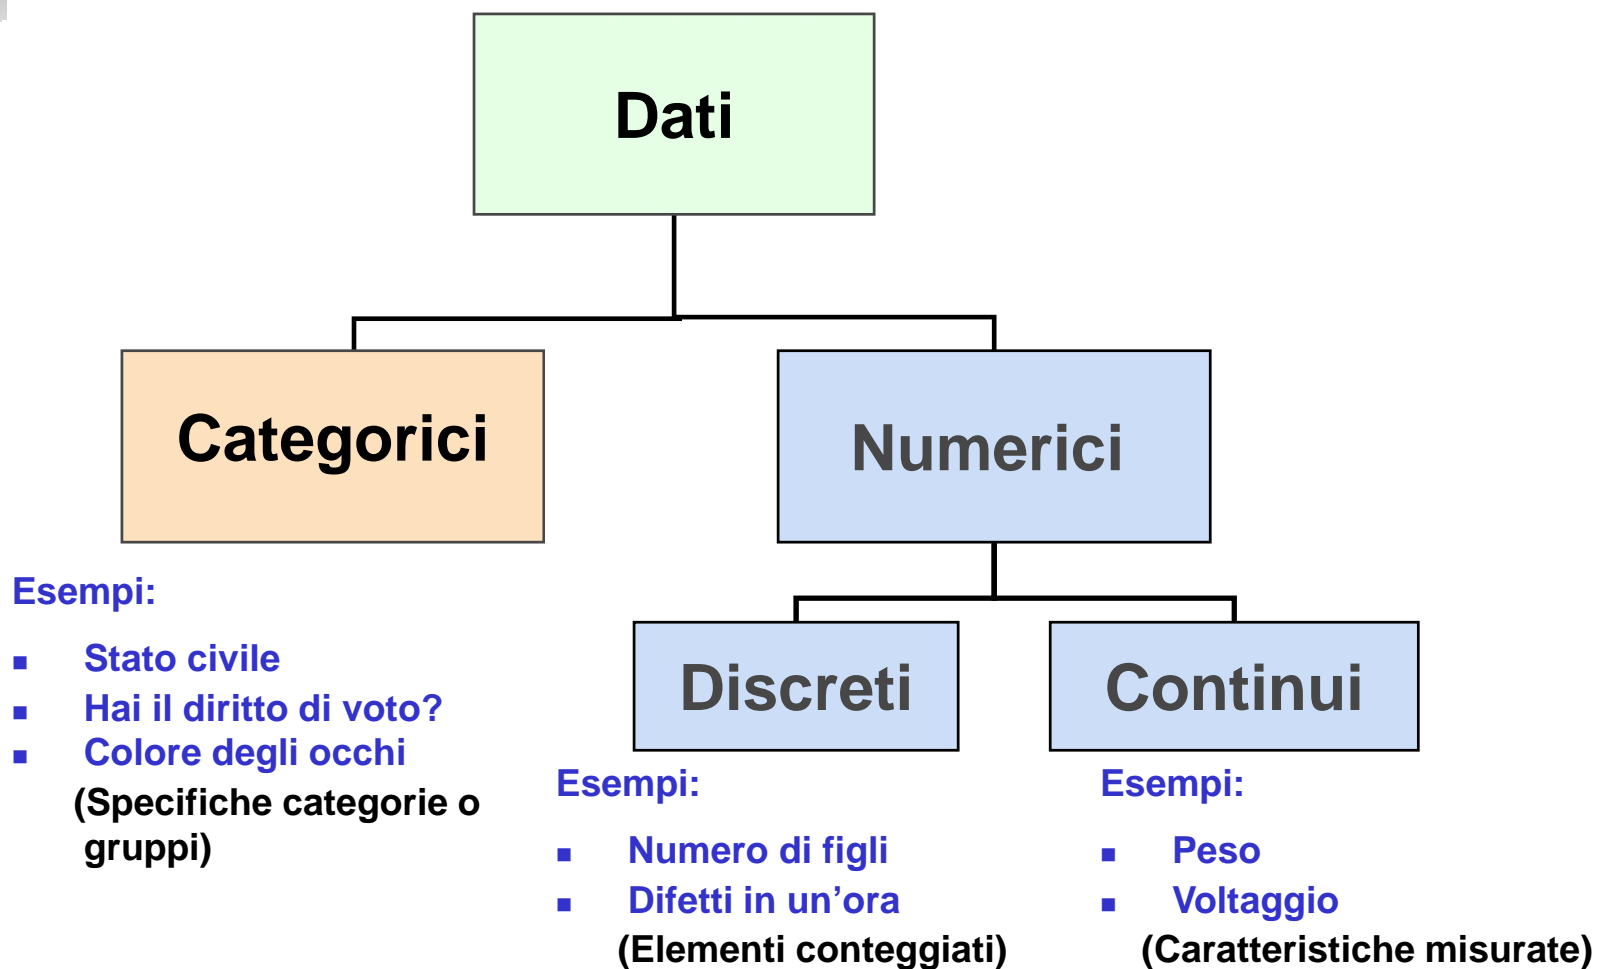 Dati
Categorici
Numerici
Esempi:
Stato civile
Hai il diritto di voto?
Colore degli occhi
(Specifiche categorie o
gruppi)
Discreti
Continui
Esempi:
Numero di figli
Difetti in un’ora
(Elementi conteggiati)
Esempi:
Peso
Voltaggio
(Caratteristiche misurate)